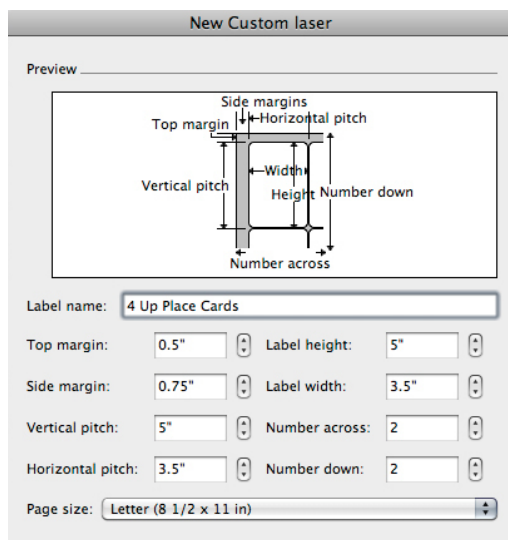 New Custom laser
Preview
Side margins
Top margin
Horizontal pitch
Width
Vertical pitch
Height
Number down
Number across
Label name: 4 Up Place Cards
Top margin: 0.5" Label height: 5"
Side margin: 0.75" Label width: 3.5"
Vertical pitch: 5" Number across: 2
Horizontal pitch: 3.5" Number down: 2
Page size: Letter (8 1/2 x 11 in)